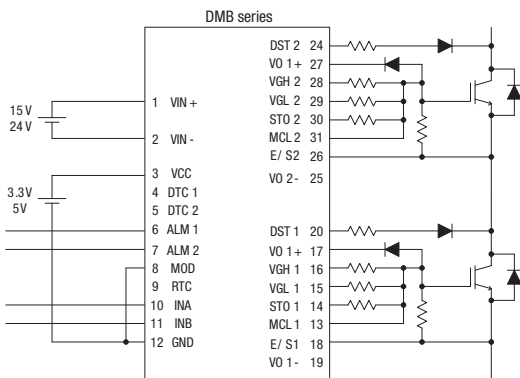 DMB series
15 V
24 V
3.3V
5V
1 VIN +
2 VIN -
3 VCC
4 DTC 1
5 DTC 2
6 ALM 1
7 ALM 2
8 MOD
9 RTC
10 INA
11 INB
12 GND
DST 2 24
VO 1+ 27
VGH 2 28
VGL 2 29
STO 2 30
MCL 2 31
E/ S2 26
VO 2- 25
DST 1 20
VO 1+ 17
VGH 1 16
VGL 1 15
STO 1 14
MCL 1 13
E/ S1 18
VO 1- 19